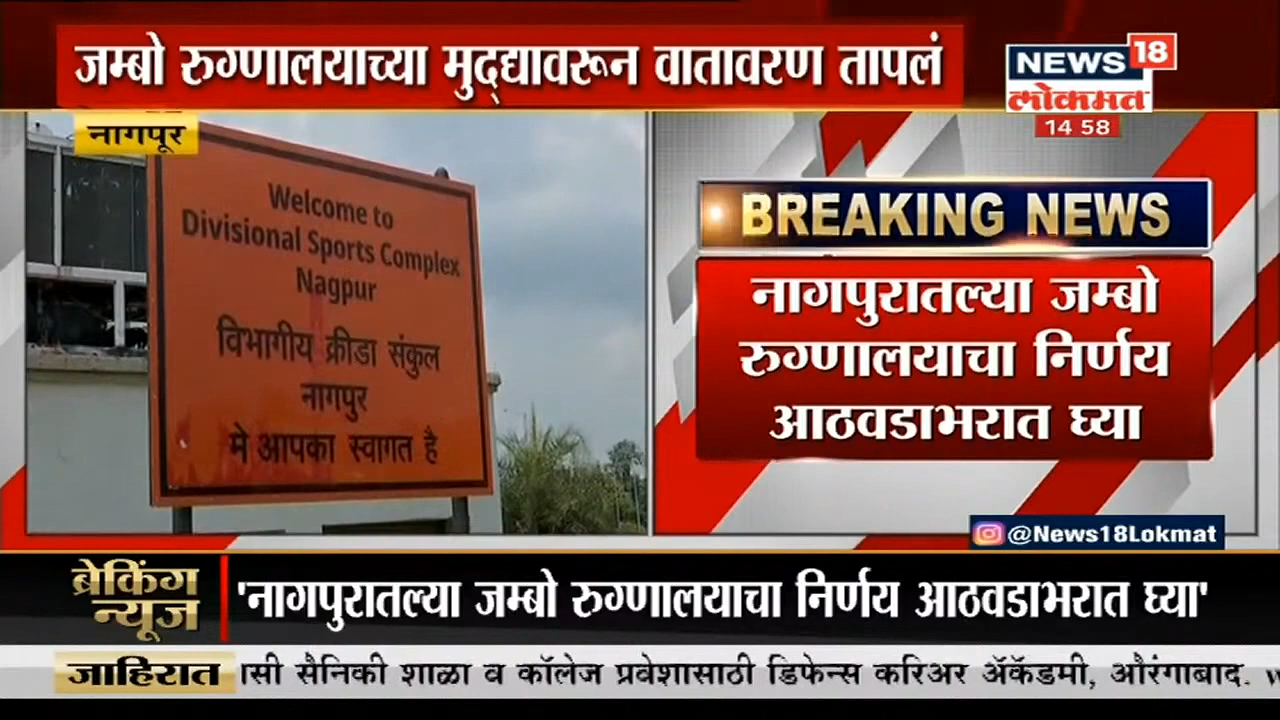 जम्बो रुग्णालयाच्या मुद्द्यावरून वातावरण तापलं
NEWS 18
लोकमत
14 58
नागपूर
Welcome to
Divisional Sports Complex
Nagpur
विभागीय क्रीडा संकुल
नागपुर
मे आपका स्वागत है
BREAKING NEWS
नागपुरातल्या जम्बो
रुग्णालयाचा निर्णय
आठवडाभरात घ्या
@News18Lokmat
ब्रेकिंग
न्यूज
'नागपुरातल्या जम्बो रुग्णालयाचा निर्णय आठवडाभरात घ्या'
जाहिरात
सी सैनिकी शाळा व कॉलेज प्रवेशासाठी डिफेन्स करिअर ॲकॅडमी, औरंगाबाद. w